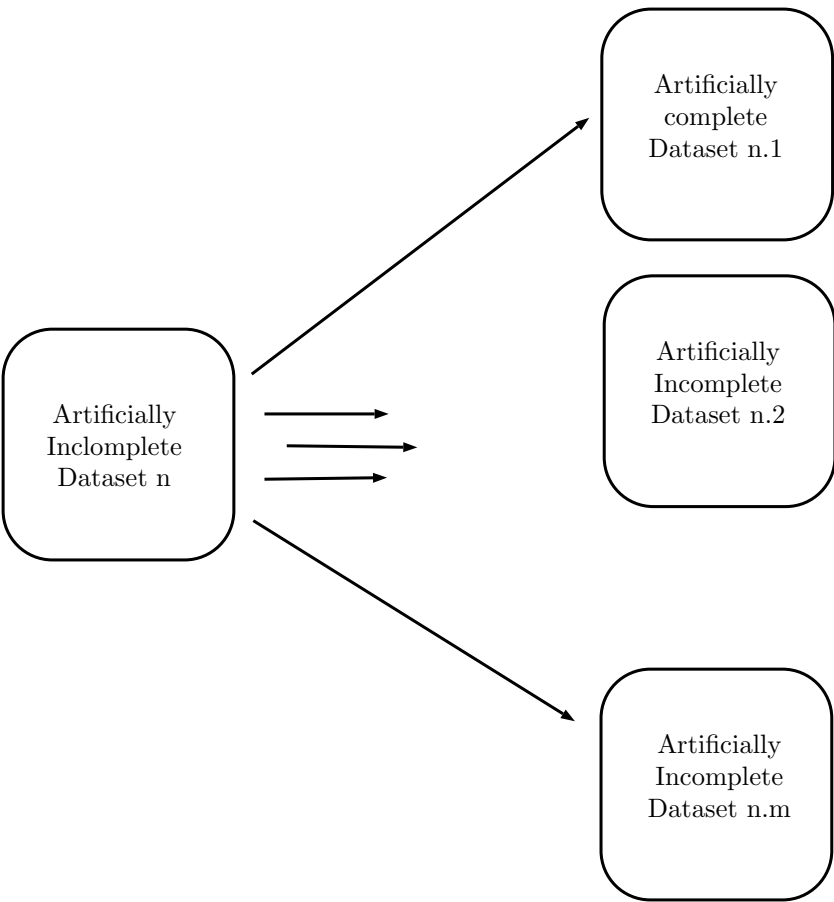 Artificially
complete
Dataset n.1
Artificially
Incomplete
Dataset n.2
Artificially
Inclomplete
Dataset n
Artificially
Incomplete
Dataset n.m